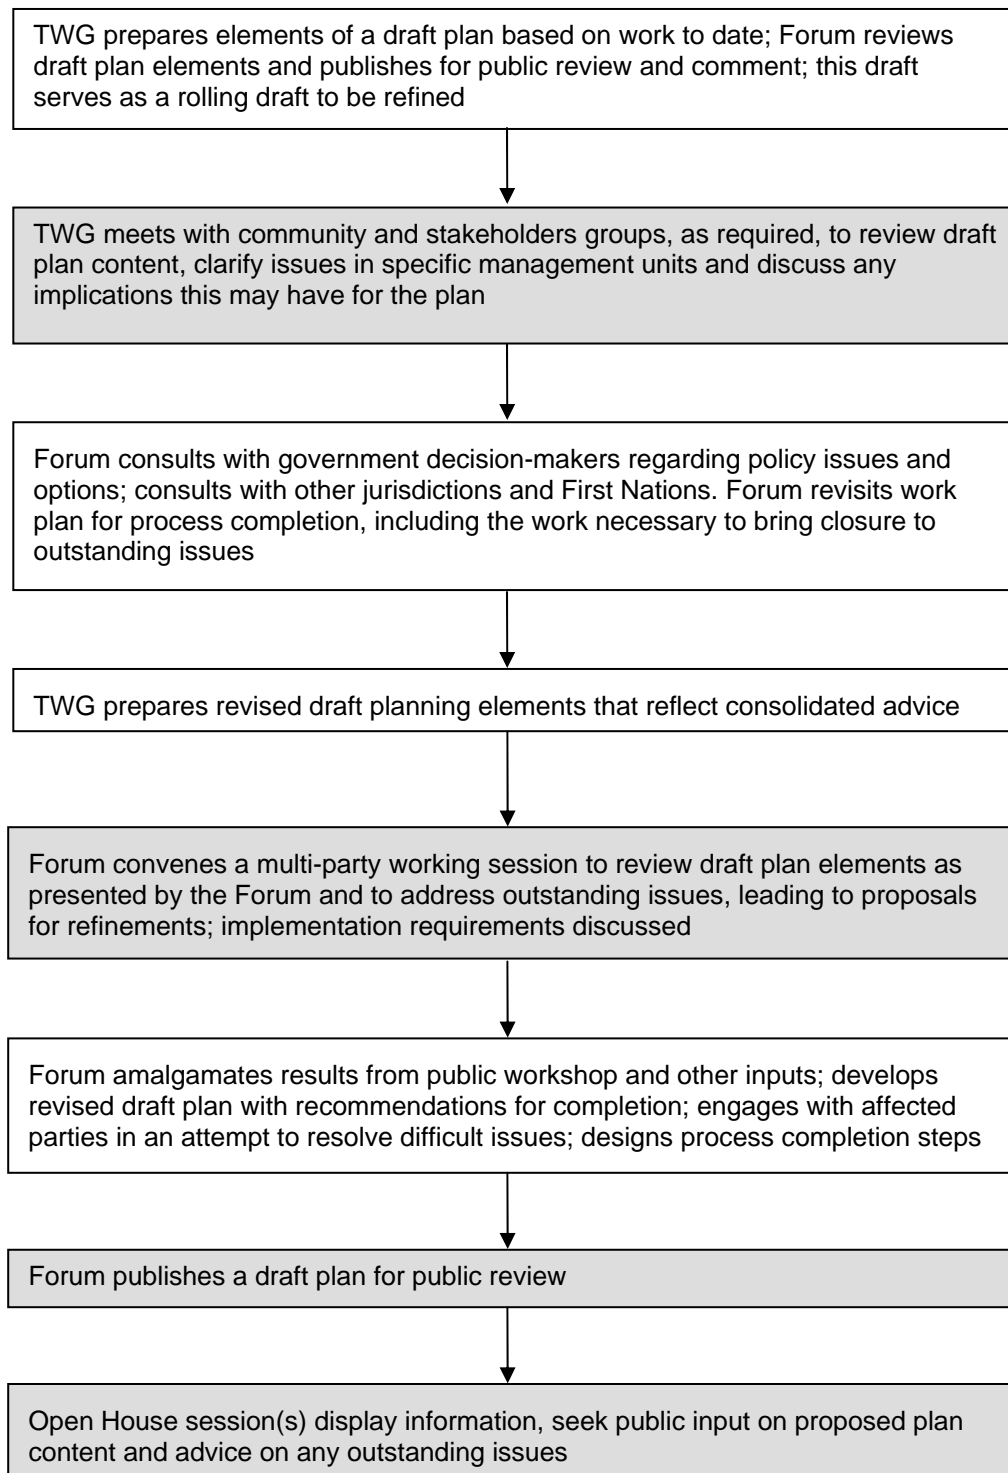 TWG prepares elements of a draft plan based on work to date; Forum reviews
draft plan elements and publishes for public review and comment; this draft
serves as a rolling draft to be refined
TWG meets with community and stakeholders groups, as required, to review draft
plan content, clarify issues in specific management units and discuss any
implications this may have for the plan
Forum consults with government decision-makers regarding policy issues and
options; consults with other jurisdictions and First Nations. Forum revisits work
plan for process completion, including the work necessary to bring closure to
outstanding issues
TWG prepares revised draft planning elements that reflect consolidated advice
Forum convenes a multi-party working session to review draft plan elements as
presented by the Forum and to address outstanding issues, leading to proposals
for refinements; implementation requirements discussed
Forum amalgamates results from public workshop and other inputs; develops
revised draft plan with recommendations for completion; engages with affected
parties in an attempt to resolve difficult issues; designs process completion steps
Forum publishes a draft plan for public review
Open House session(s) display information, seek public input on proposed plan
content and advice on any outstanding issues